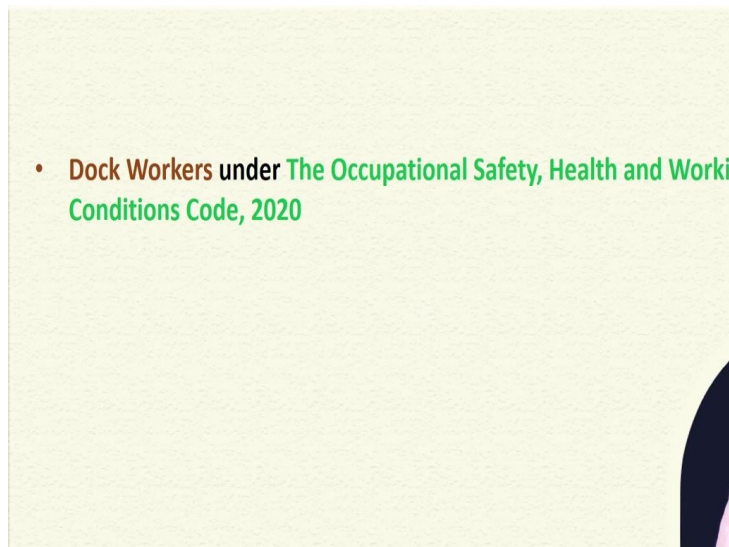 • Dock Workers under The Occupational Safety, Health and Worki
Conditions Code, 2020